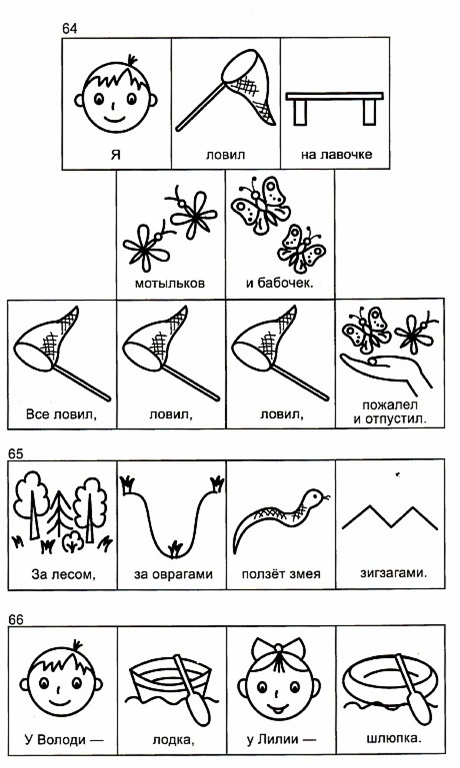 64
Я ловил на лавочке
мотыльков и бабочек.
Все ловил, ловил, ловил, пожалел
и отпустил.
65
За лесом, за оврагами ползёт змея зигзагами.
66
У Володи — лодка, у Лилии — шлюпка.